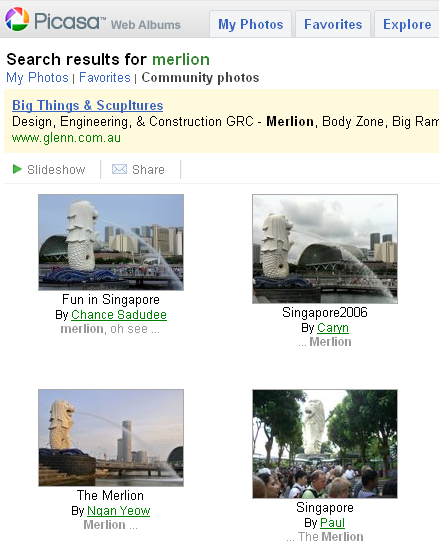 Picasa™ Web Albums
My Photos Favorites Explore
Search results for merlion
My Photos | Favorites | Community photos
Big Things & Scupltures
Design, Engineering, & Construction GRC - Merlion, Body Zone, Big Ram
www.glenn.com.au
Slideshow Share
Fun in Singapore
By Chance Sadudee
merlion, oh see ...
Singapore2006
By Caryn
... Merlion
The Merlion
By Ngan Yeow
Merlion ...
Singapore
By Paul
... The Merlion